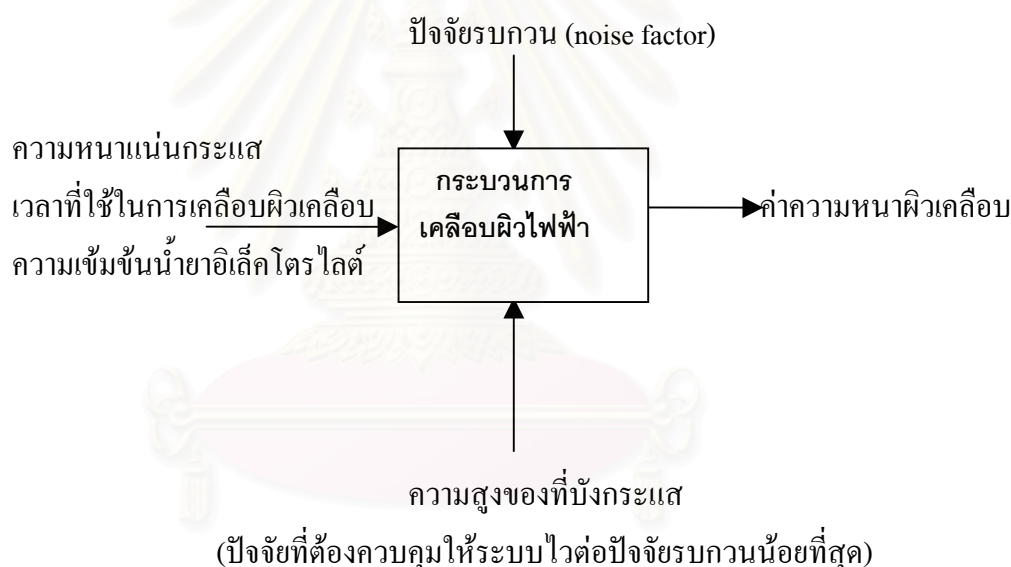 ปัจจัยรบกวน (noise factor)
ความหนาแน่นกระแส
เวลาที่ใช้ในการเคลือบผิวเคลือบ
ความเข้มข้นน้ำยาอิเล็คโตรไลต์
กระบวนการ
เคลือบผิวไฟฟ้า
ค่าความหนาผิวเคลือบ
ความสูงของที่บังกระแส
(ปัจจัยที่ต้องควบคุมให้ระบบไวต่อปัจจัยรบกวนน้อยที่สุด)